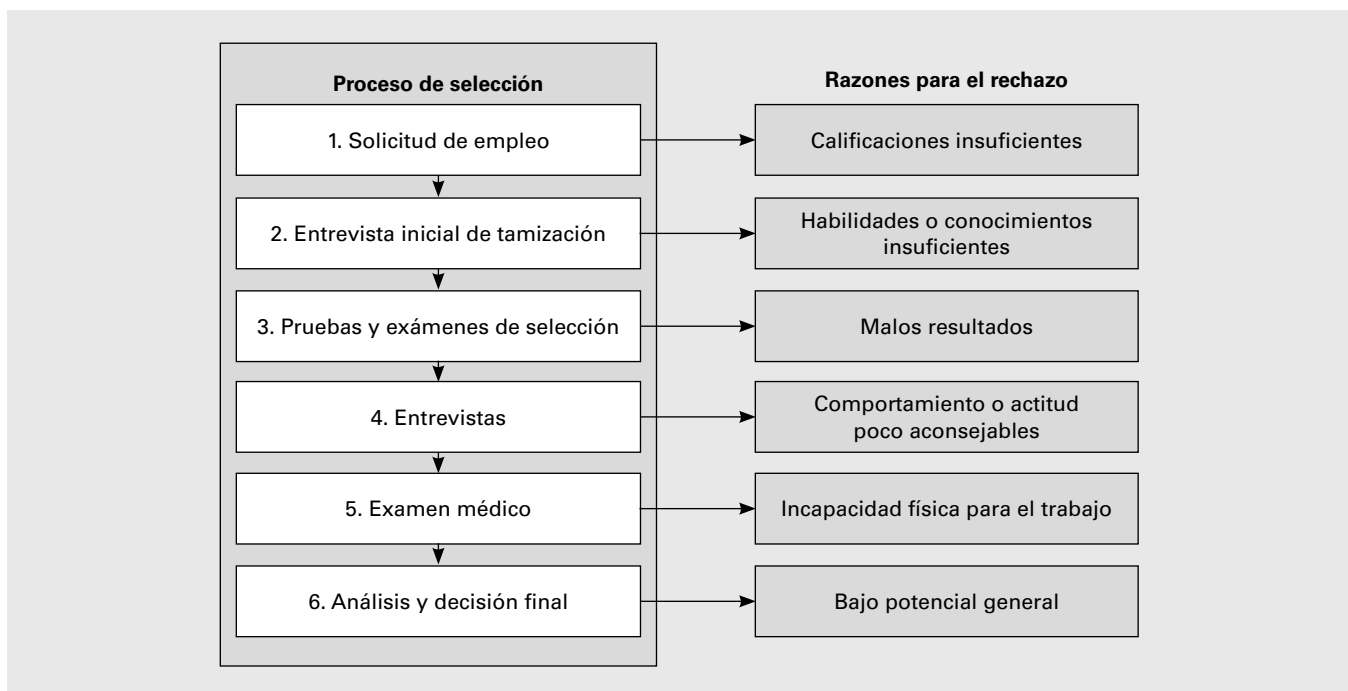 Proceso de selección
Razones para el rechazo
1. Solicitud de empleo
Calificaciones insuficientes
2. Entrevista inicial de tamización
Habilidades o conocimientos
insuficientes
3. Pruebas y exámenes de selección
Malos resultados
4. Entrevistas
Comportamiento o actitud
poco aconsejables
5. Examen médico
Incapacidad física para el trabajo
6. Análisis y decisión final
Bajo potencial general